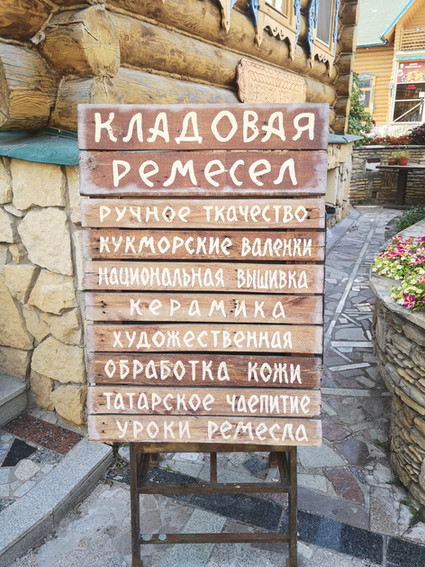 КЛАДОВАЯ
РЕМЕСЕЛ
РУЧНОЕ ТКАЧЕСТВО
КУКМОРСКИЕ ВАЛЕНКИ
НАЦИОНАЛЬНАЯ ВЫШИВКА
КЕРАМИКА
ХУДОЖЕСТВЕННАЯ
ОБРАБОТКА КОЖИ
ТАТАРСКОЕ ЧАЕПИТИЕ
УРОКИ РЕМЕСЛА